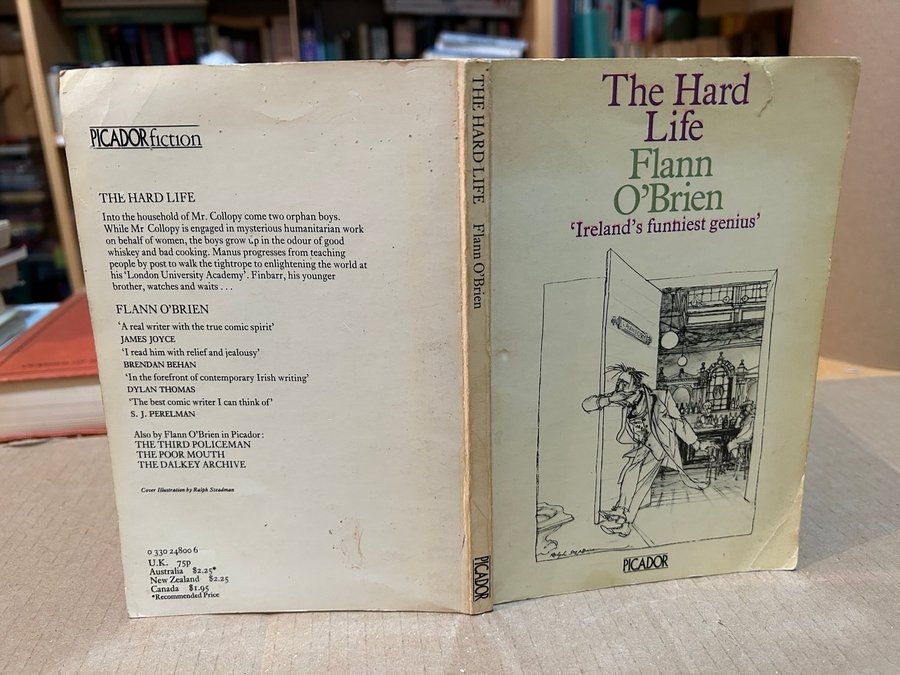 PICADOR fiction
THE HARD LIFE
Into the household of Mr. Collopy come two orphan boys.
While Mr Collopy is engaged in mysterious humanitarian work
on behalf of women, the boys grow up in the odour of good
whiskey and bad cooking. Manus progresses from teaching
people by post to walk the tightrope to enlightening the world at
his 'London University Academy'. Finbarr, his younger
brother, watches and waits . . .
FLANN O'BRIEN
'A real writer with the true comic spirit'
JAMES JOYCE
'I read him with relief and jealousy'
BRENDAN BEHAN
'In the forefront of contemporary Irish writing'
DYLAN THOMAS
'The best comic writer I can think of'
S. J. PERELMAN
Also by Flann O'Brien in Picador:
THE THIRD POLICEMAN
THE POOR MOUTH
THE DALKEY ARCHIVE
Cover Illustration by Ralph Steadman
0 330 24800 6
U.K. 75p
Australia $2.25*
New Zealand $2.25
Canada $1.95
*Recommended Price
THE HARD LIFE Flann O'Brien PICADOR
The Hard
Life
Flann
O'Brien
'Ireland's funniest genius'
PICADOR